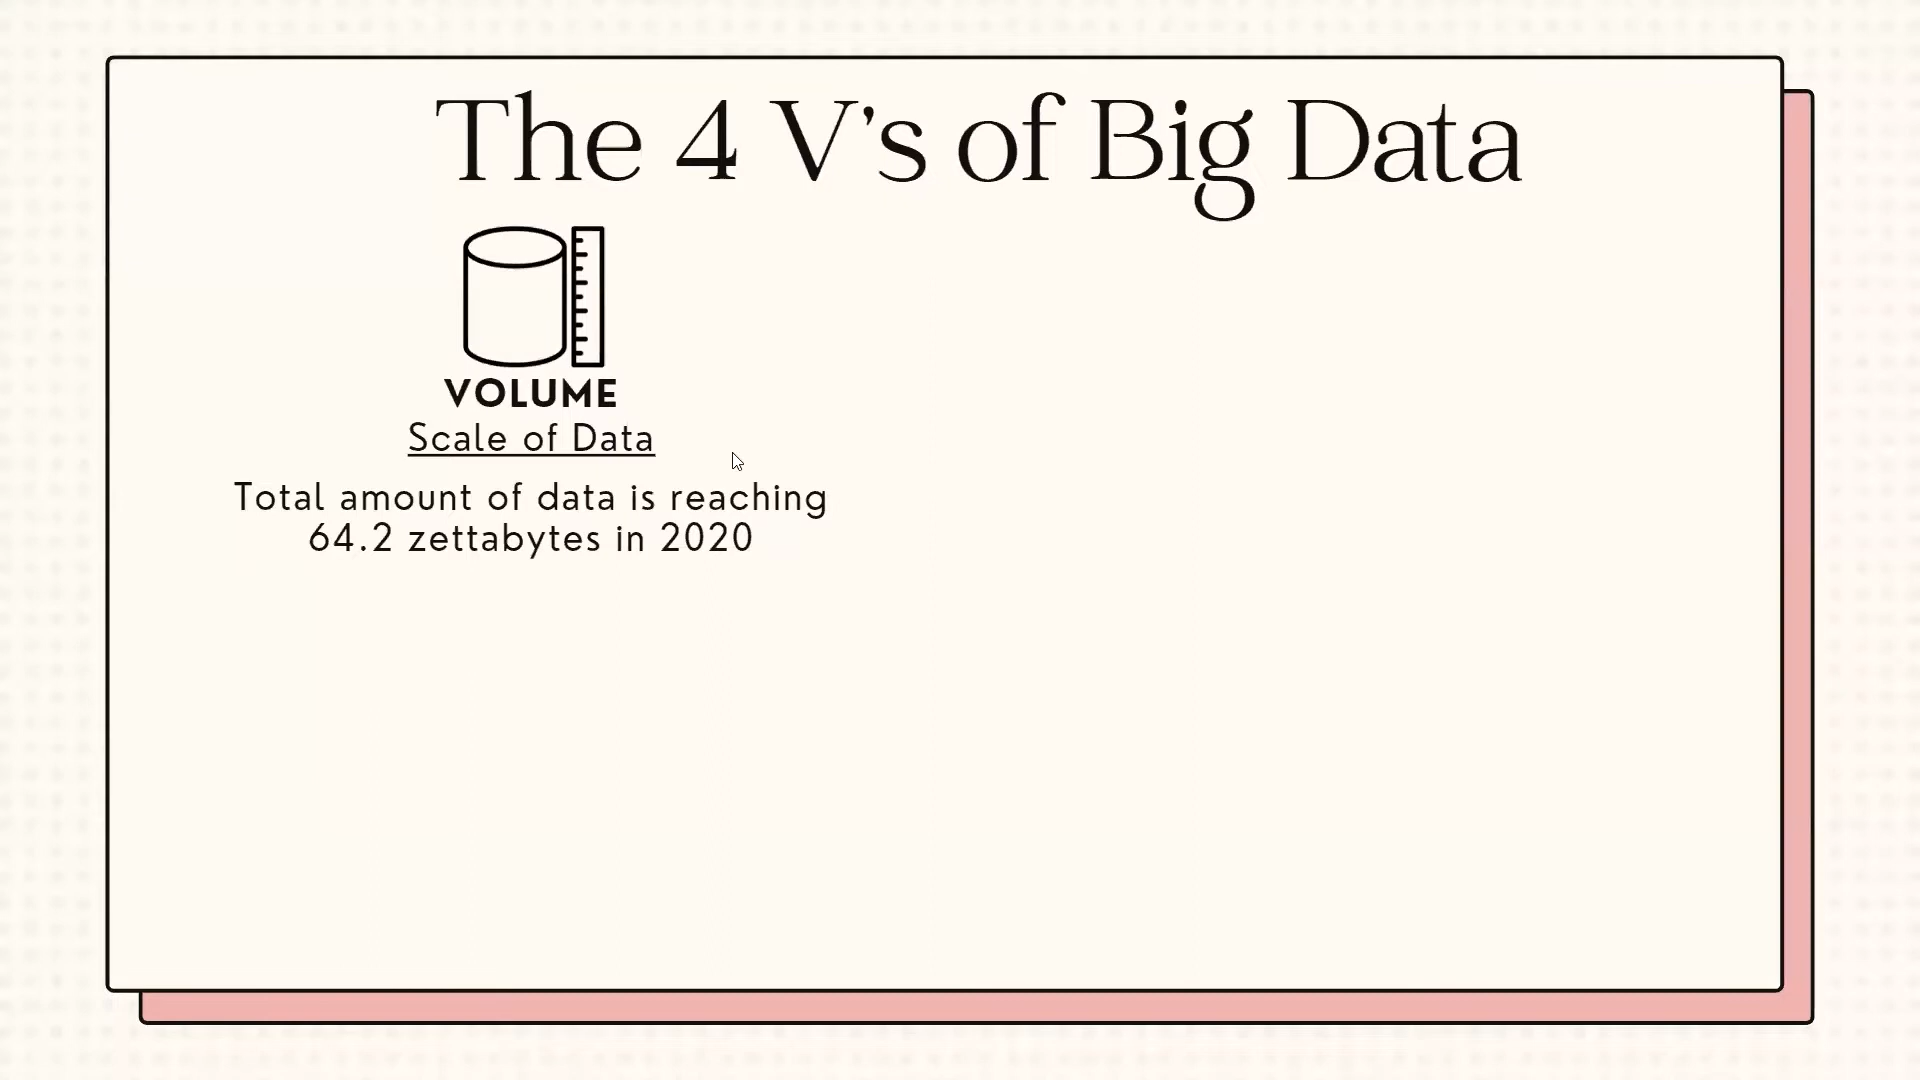 The 4 V's of Big Data
VOLUME
Scale of Data
Total amount of data is reaching
64.2 zettabytes in 2020